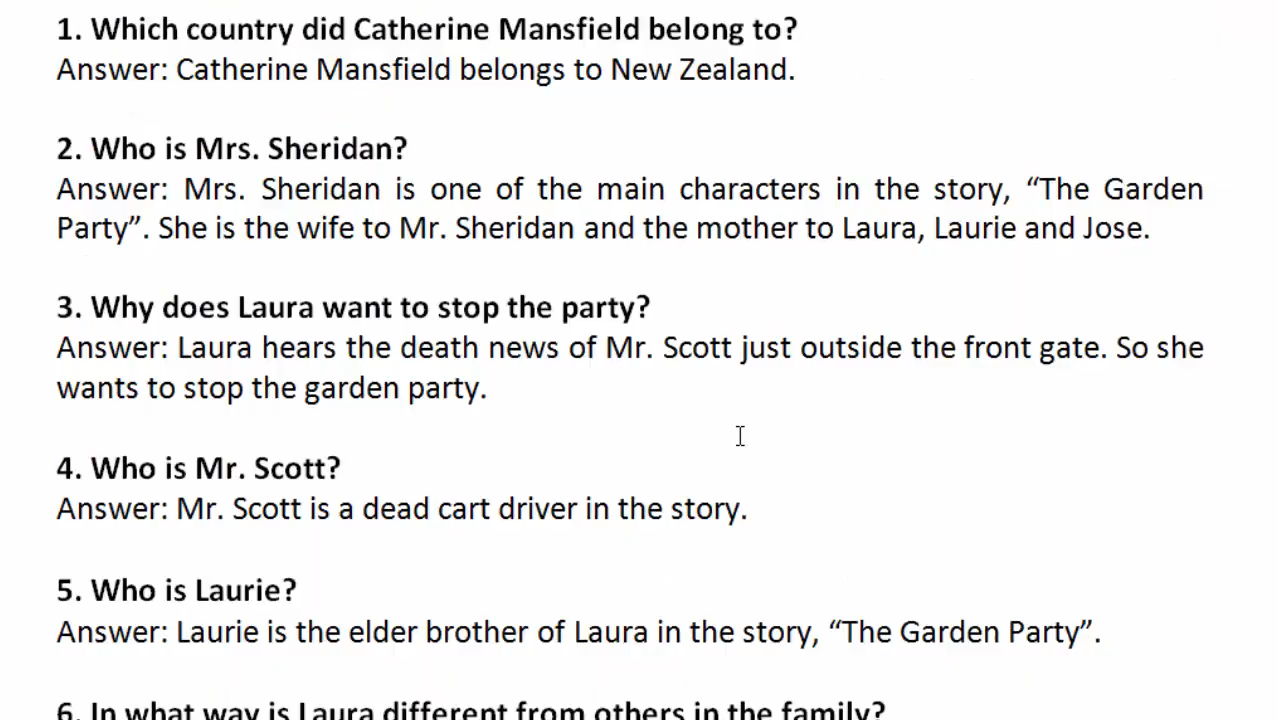 1. Which country did Catherine Mansfield belong to?
Answer: Catherine Mansfield belongs to New Zealand.
2. Who is Mrs. Sheridan?
Answer: Mrs. Sheridan is one of the main characters in the story, “The Garden
Party”. She is the wife to Mr. Sheridan and the mother to Laura, Laurie and Jose.
3. Why does Laura want to stop the party?
Answer: Laura hears the death news of Mr. Scott just outside the front gate. So she
wants to stop the garden party.
4. Who is Mr. Scott?
Answer: Mr. Scott is a dead cart driver in the story.
5. Who is Laurie?
Answer: Laurie is the elder brother of Laura in the story, “The Garden Party”.
6. In what way is Laura different from others in the family?